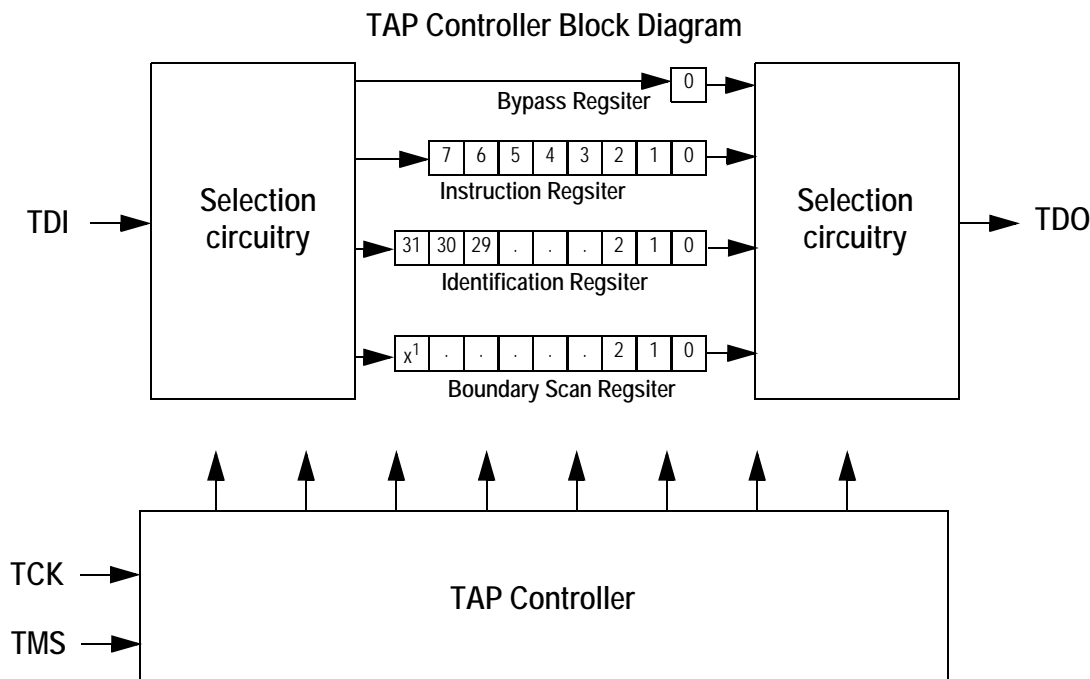 TAP Controller Block Diagram
0
Bypass Regsiter
7 6 5 4 3 2 1 0
Instruction Regsiter
Selection
circuitry
Selection
circuitry
TDI
TDO
31 30 29 . . . 2 1 0
Identification Regsiter
x¹ . . . . . 2 1 0
Boundary Scan Regsiter
TCK
TAP Controller
TMS